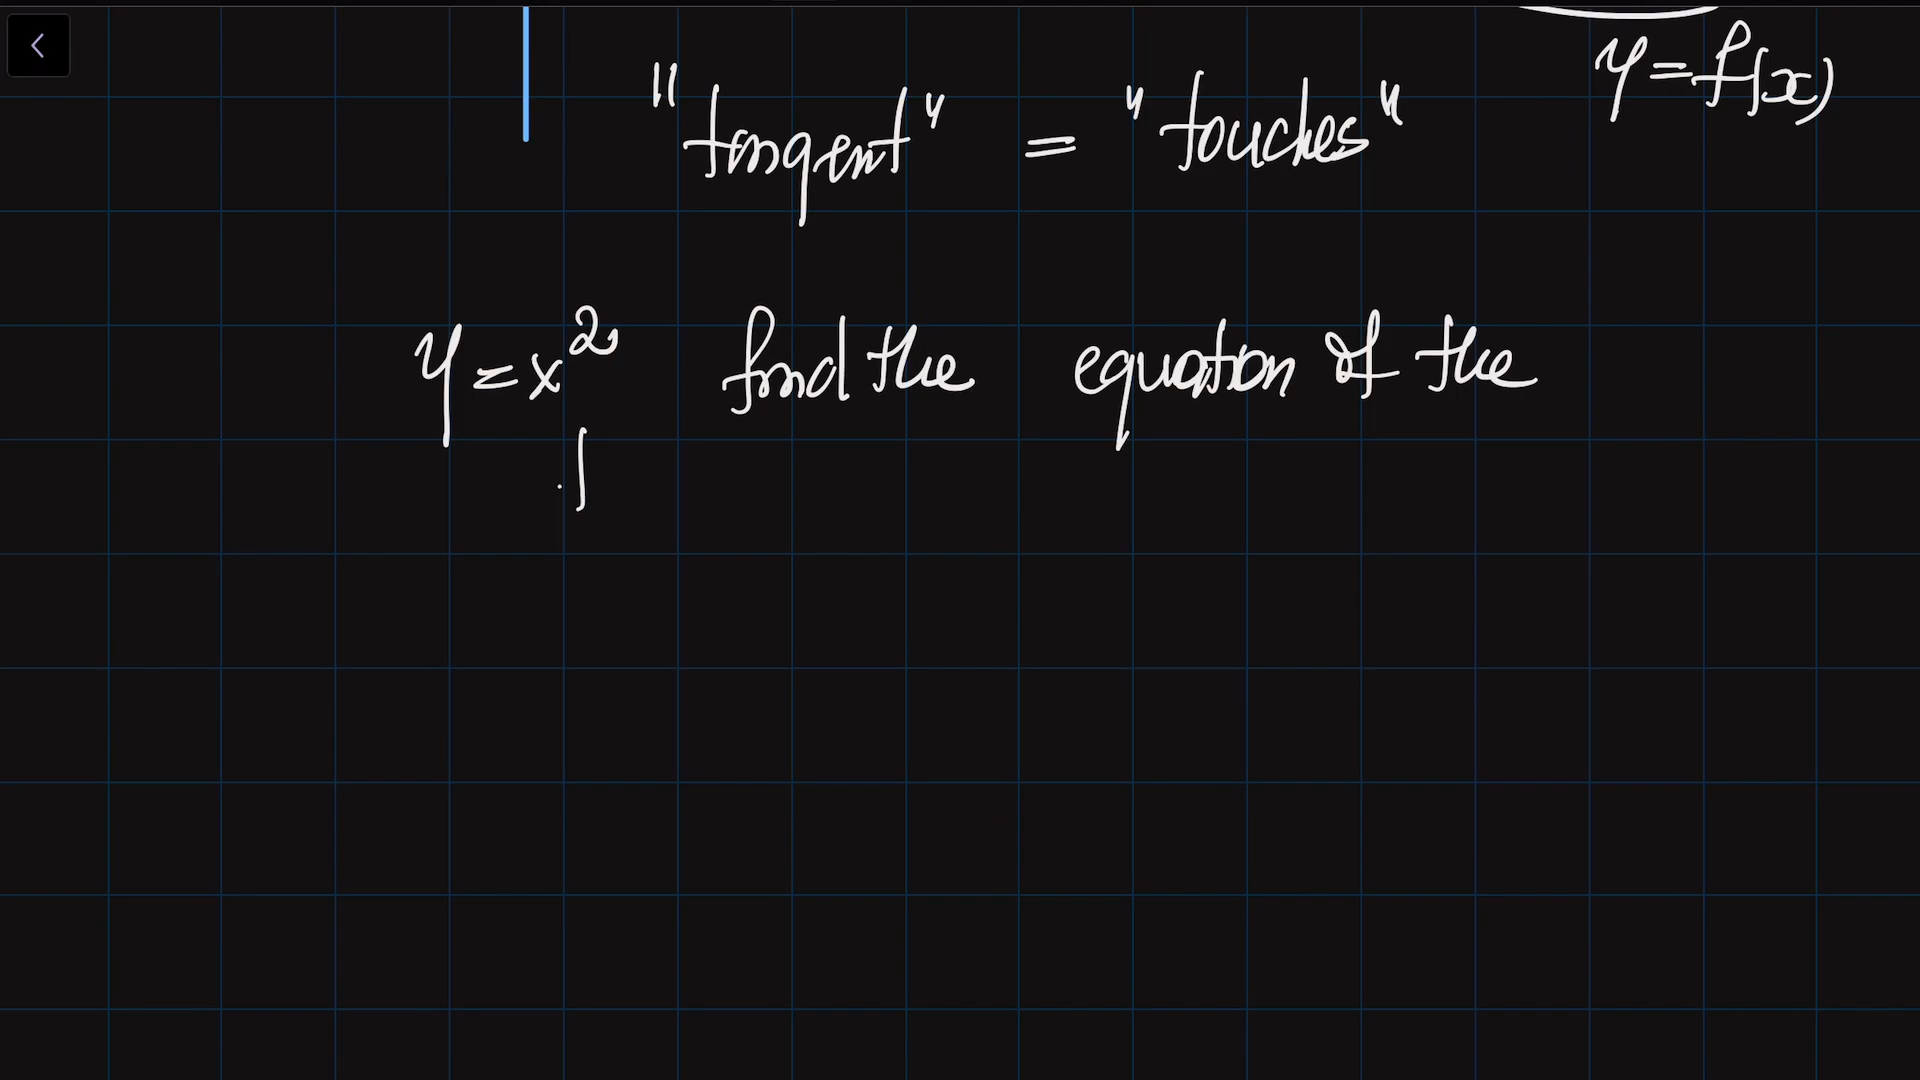 y=f(x)
"tangent" = "touches"
y=x² find the equation of the